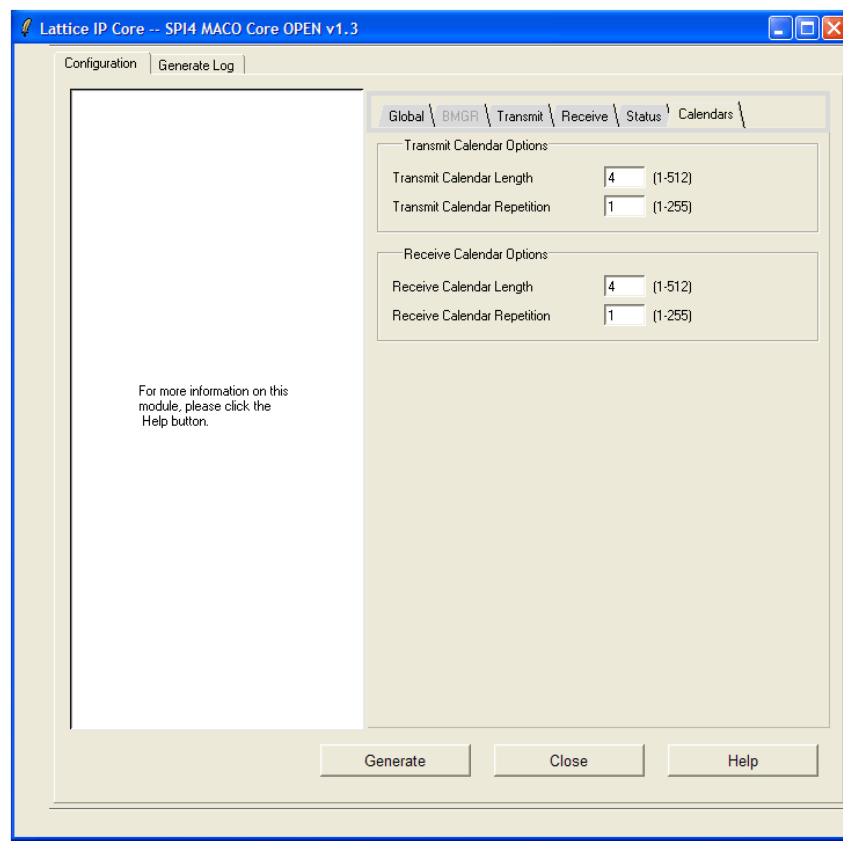 Lattice IP Core -- SPI4 MACO Core OPEN v1.3
Configuration Generate Log
Global BMGR Transmit Receive Status Calendars
Transmit Calendar Options
Transmit Calendar Length 4 (1-512)
Transmit Calendar Repetition 1 (1-255)
Receive Calendar Options
Receive Calendar Length 4 (1-512)
Receive Calendar Repetition 1 (1-255)
For more information on this
module, please click the
Help button.
Generate Close Help